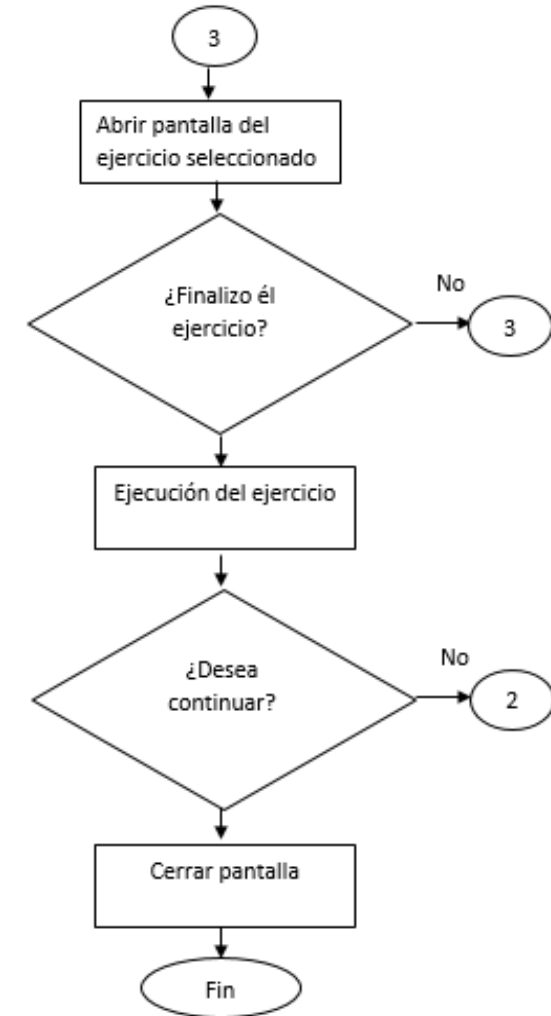 3
Abrir pantalla del
ejercicio seleccionado
¿Finalizo él
ejercicio?
No
3
Ejecución del ejercicio
¿Desea
continuar?
No
2
Cerrar pantalla
Fin